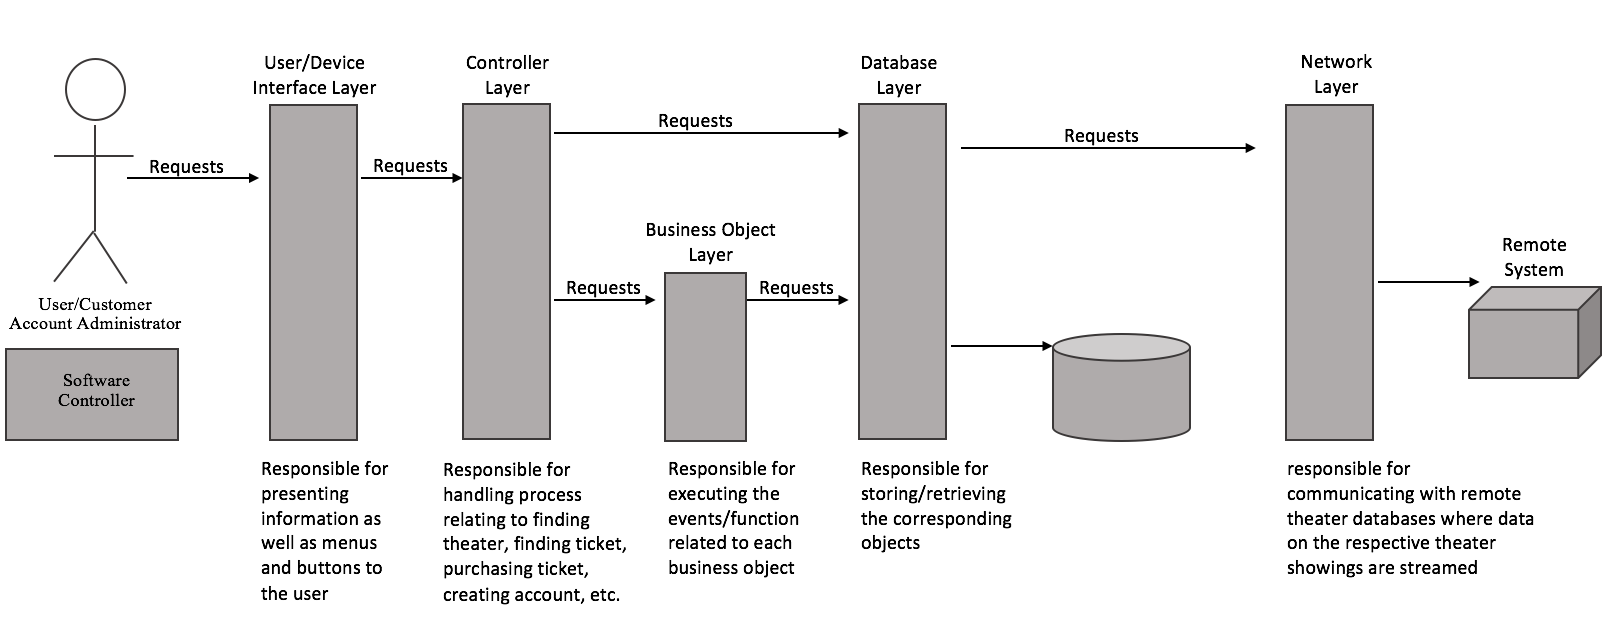 User/Device
Interface Layer
Controller
Layer
Database
Layer
Network
Layer
Requests
Requests
Requests
Requests
Business Object
Layer
Requests
Requests
Remote
System
User/Customer
Account Administrator
Software
Controller
Responsible for
presenting
information as
well as menus
and buttons to
the user
Responsible for
handling process
relating to finding
theater, finding ticket,
purchasing ticket,
creating account, etc.
Responsible for
executing the
events/function
related to each
business object
Responsible for
storing/retrieving
the corresponding
objects
responsible for
communicating with remote
theater databases where data
on the respective theater
showings are streamed